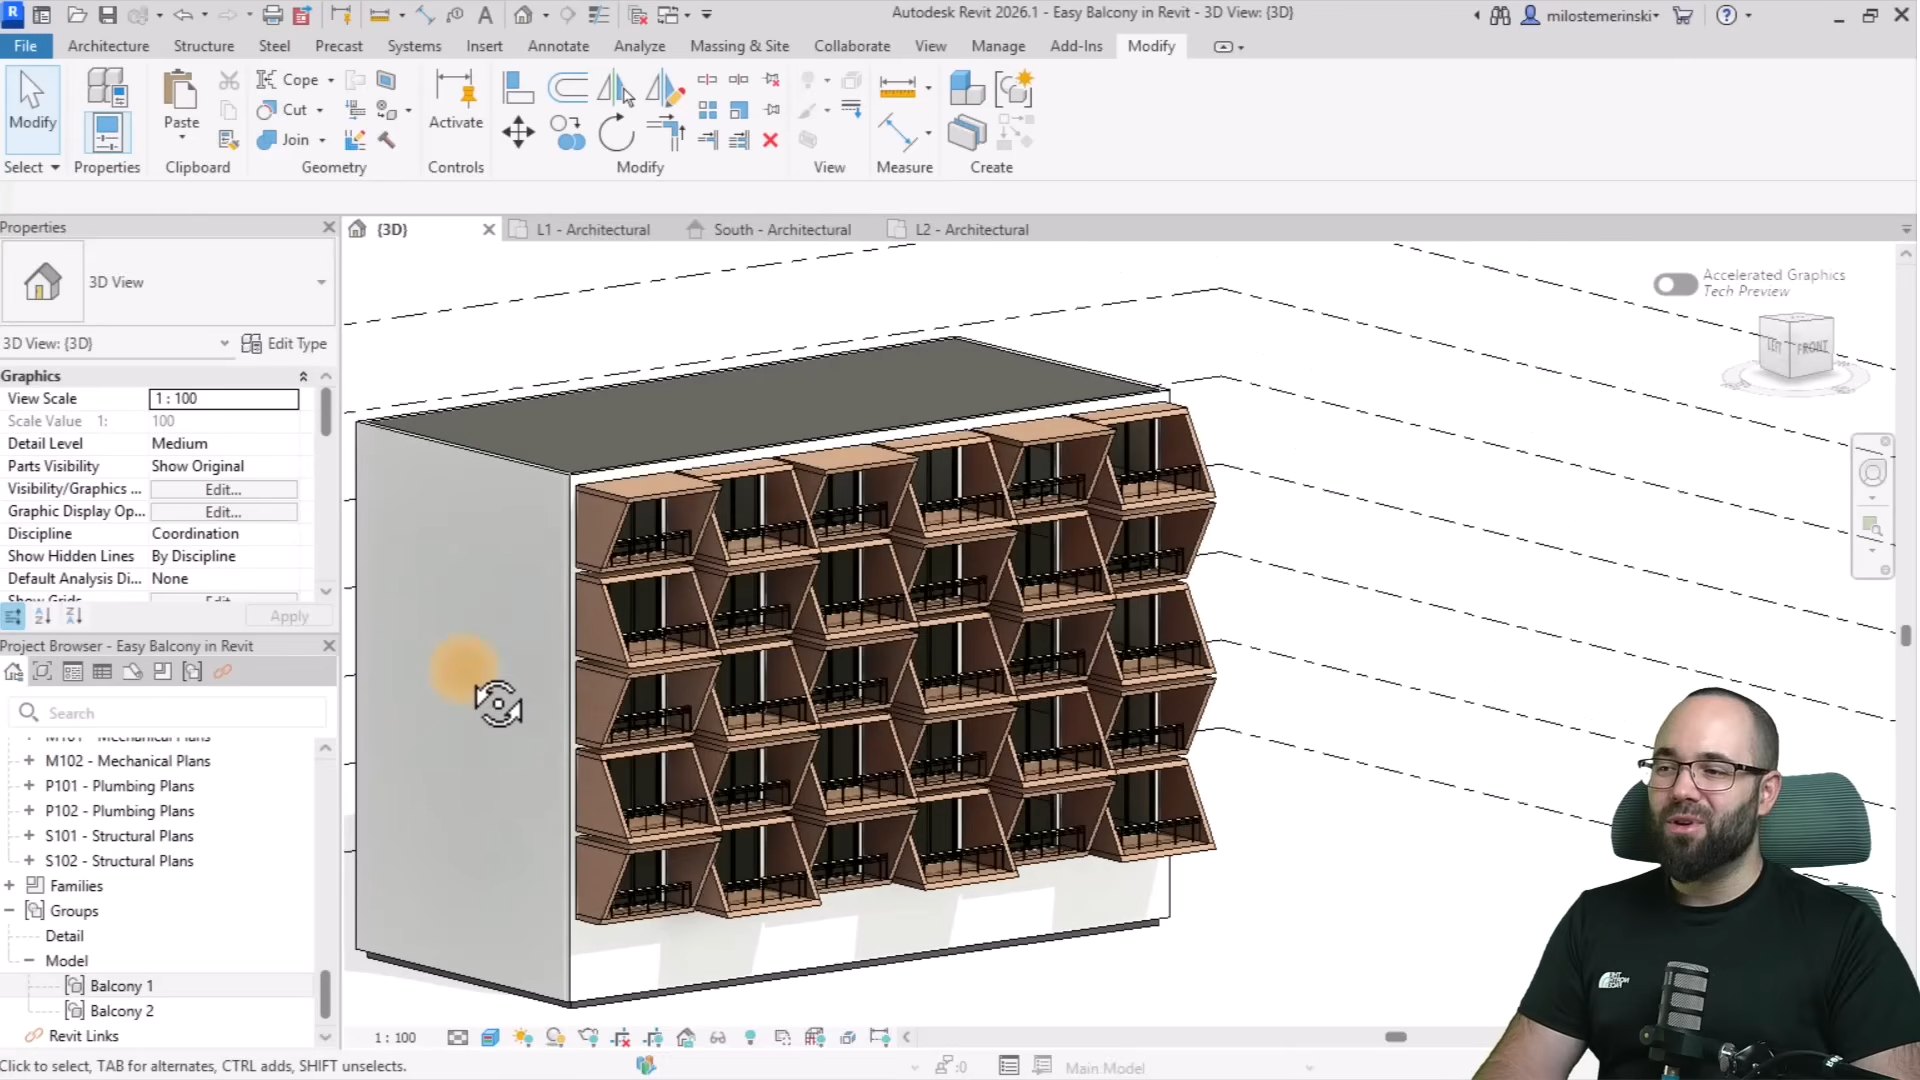 Autodesk Revit 2026.1 - Easy Balcony in Revit - 3D View: {3D}
milostemerinski
File
Architecture
Structure
Steel
Precast
Systems
Insert
Annotate
Analyze
Massing & Site
Collaborate
View
Manage
Add-Ins
Modify
Modify
Select
Properties
Paste
Clipboard
Cope
Cut
Join
Geometry
Activate
Controls
Modify
View
Measure
Create
Properties
{3D}
L1 - Architectural
South - Architectural
L2 - Architectural
3D View
3D View: {3D}
Edit Type
Graphics
View Scale
1 : 100
Scale Value 1:
100
Detail Level
Medium
Parts Visibility
Show Original
Visibility/Graphics ...
Edit...
Graphic Display Op...
Edit...
Discipline
Coordination
Show Hidden Lines
By Discipline
Default Analysis Di...
None
Show Grids
Edit
Apply
Accelerated Graphics
Tech Preview
LEFT
FRONT
Project Browser - Easy Balcony in Revit
Search
M101 - Mechanical Plans
M102 - Mechanical Plans
P101 - Plumbing Plans
P102 - Plumbing Plans
S101 - Structural Plans
S102 - Structural Plans
Families
Groups
Detail
Model
Balcony 1
Balcony 2
Revit Links
1 : 100
Click to select, TAB for alternates, CTRL adds, SHIFT unselects.
:0
Main Model